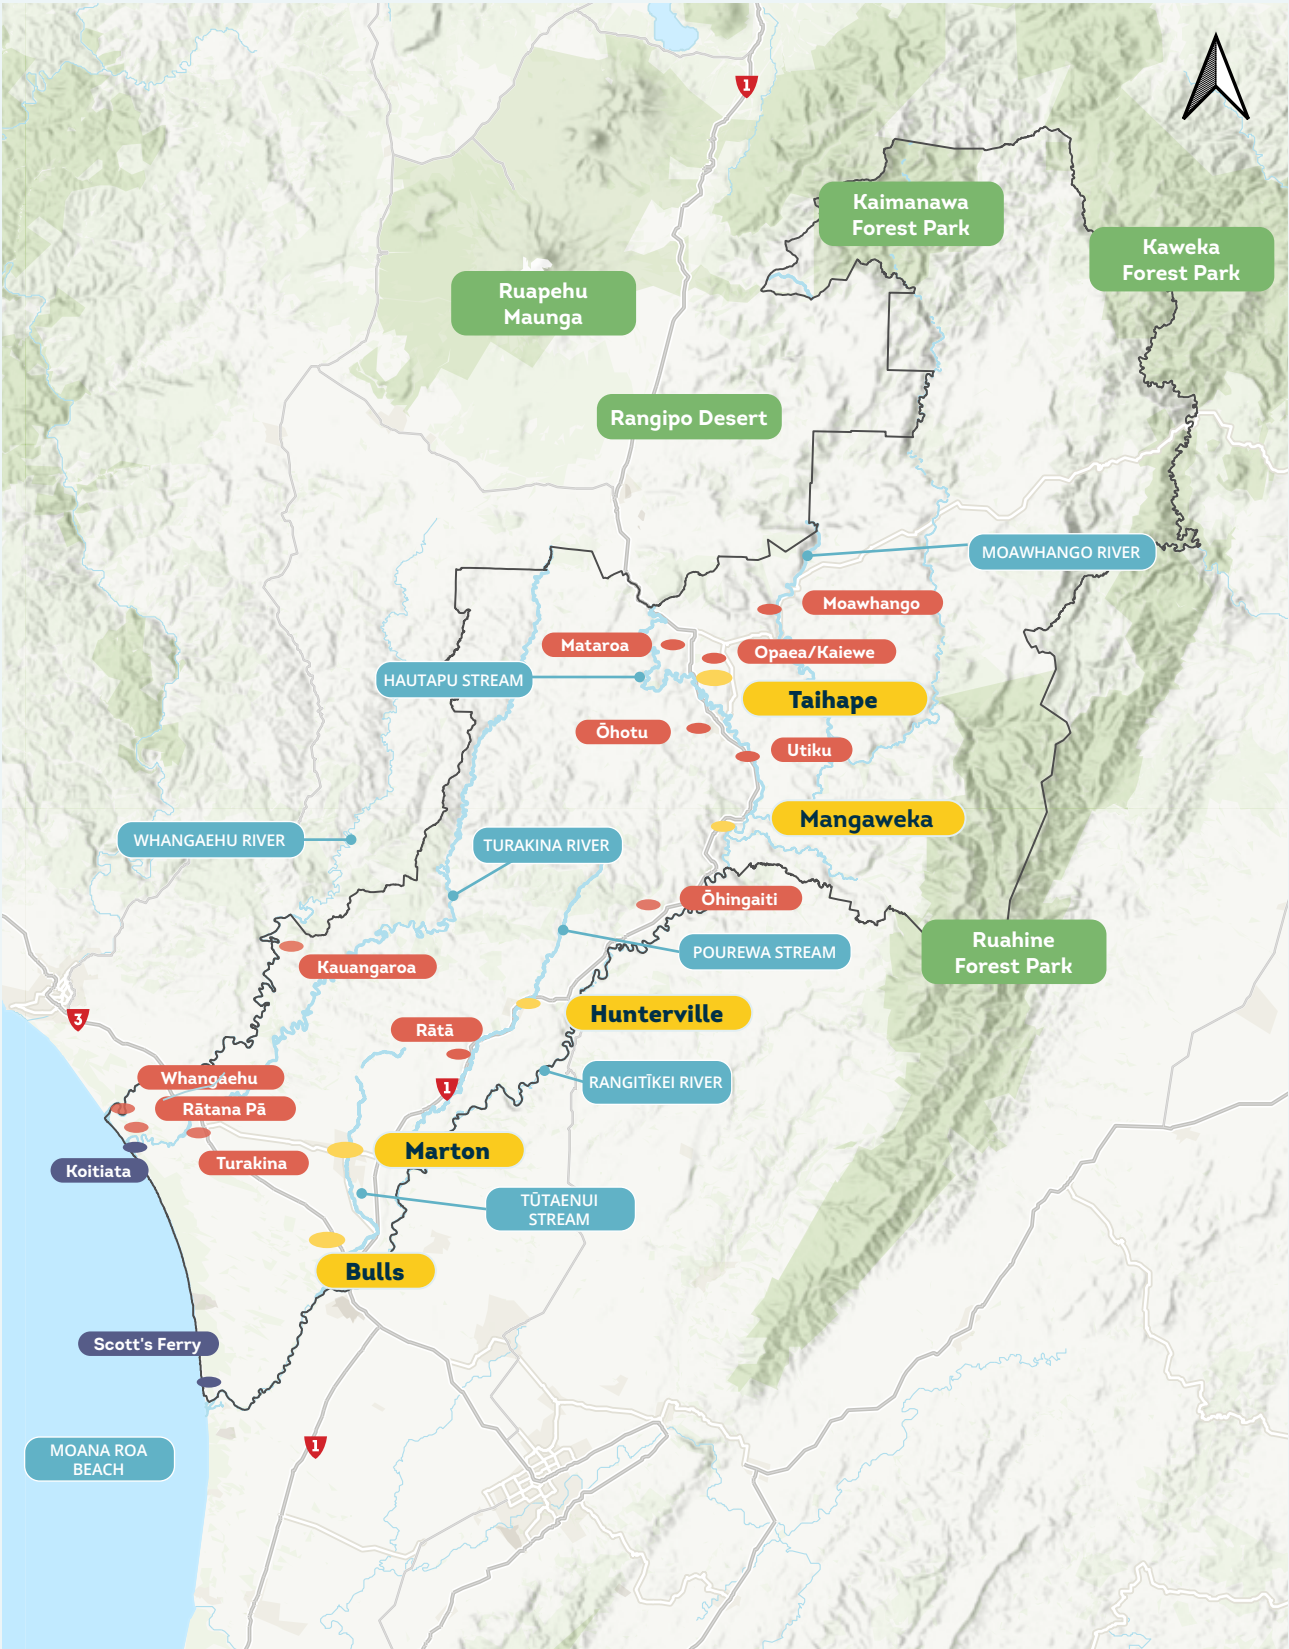 1
Kaimanawa
Forest Park
Kaweka
Forest Park
Ruapehu
Maunga
Rangipo Desert
MOAWHANGO RIVER
Moawhango
Mataroa
Opaea/Kaiewe
HAUTAPU STREAM
Taihape
Ōhotu
Utiku
Mangaweka
WHANGAEHU RIVER
TURAKINA RIVER
Ōhingaiti
Ruahine
Forest Park
POUREWA STREAM
Kauangaroa
Hunterville
3
Rātā
Whangaehu
1
RANGITĪKEI RIVER
Rātana Pā
Marton
Koitiata
Turakina
TŪTAENUI
STREAM
Bulls
Scott's Ferry
1
MOANA ROA
BEACH